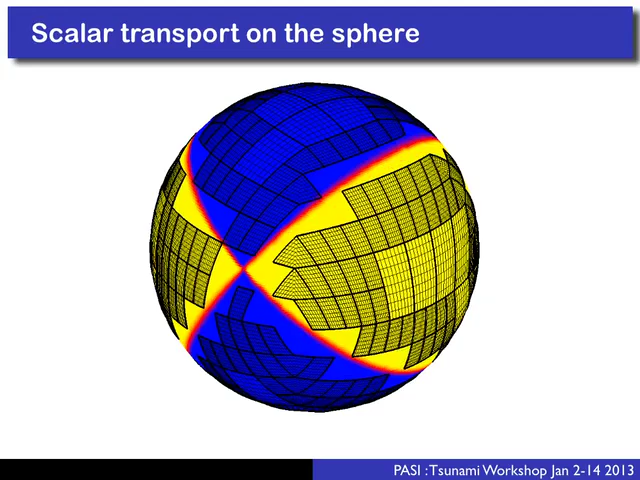 Scalar transport on the sphere
PASI : Tsunami Workshop Jan 2-14 2013